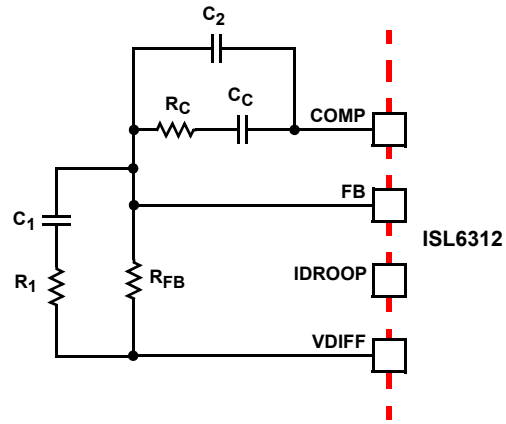 C2
RC
CC
COMP
C1
FB
ISL6312
R1
RFB
IDROOP
VDIFF